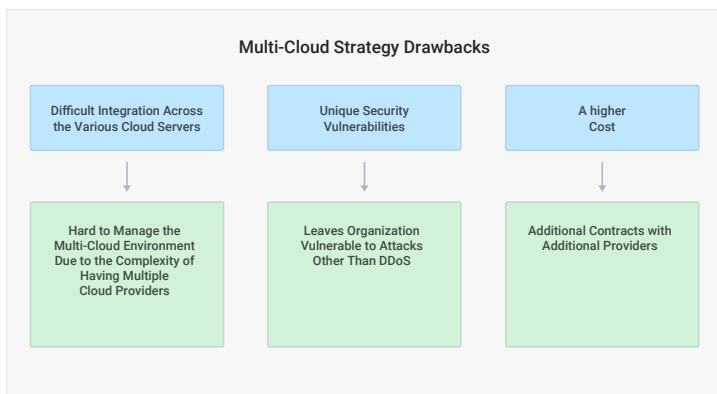 Multi-Cloud Strategy Drawbacks
Difficult Integration Across
the Various Cloud Servers
Unique Security
Vulnerabilities
A higher
Cost
Hard to Manage the
Multi-Cloud Environment
Due to the Complexity of
Having Multiple
Cloud Providers
Leaves Organization
Vulnerable to Attacks
Other Than DDoS
Additional Contracts with
Additional Providers